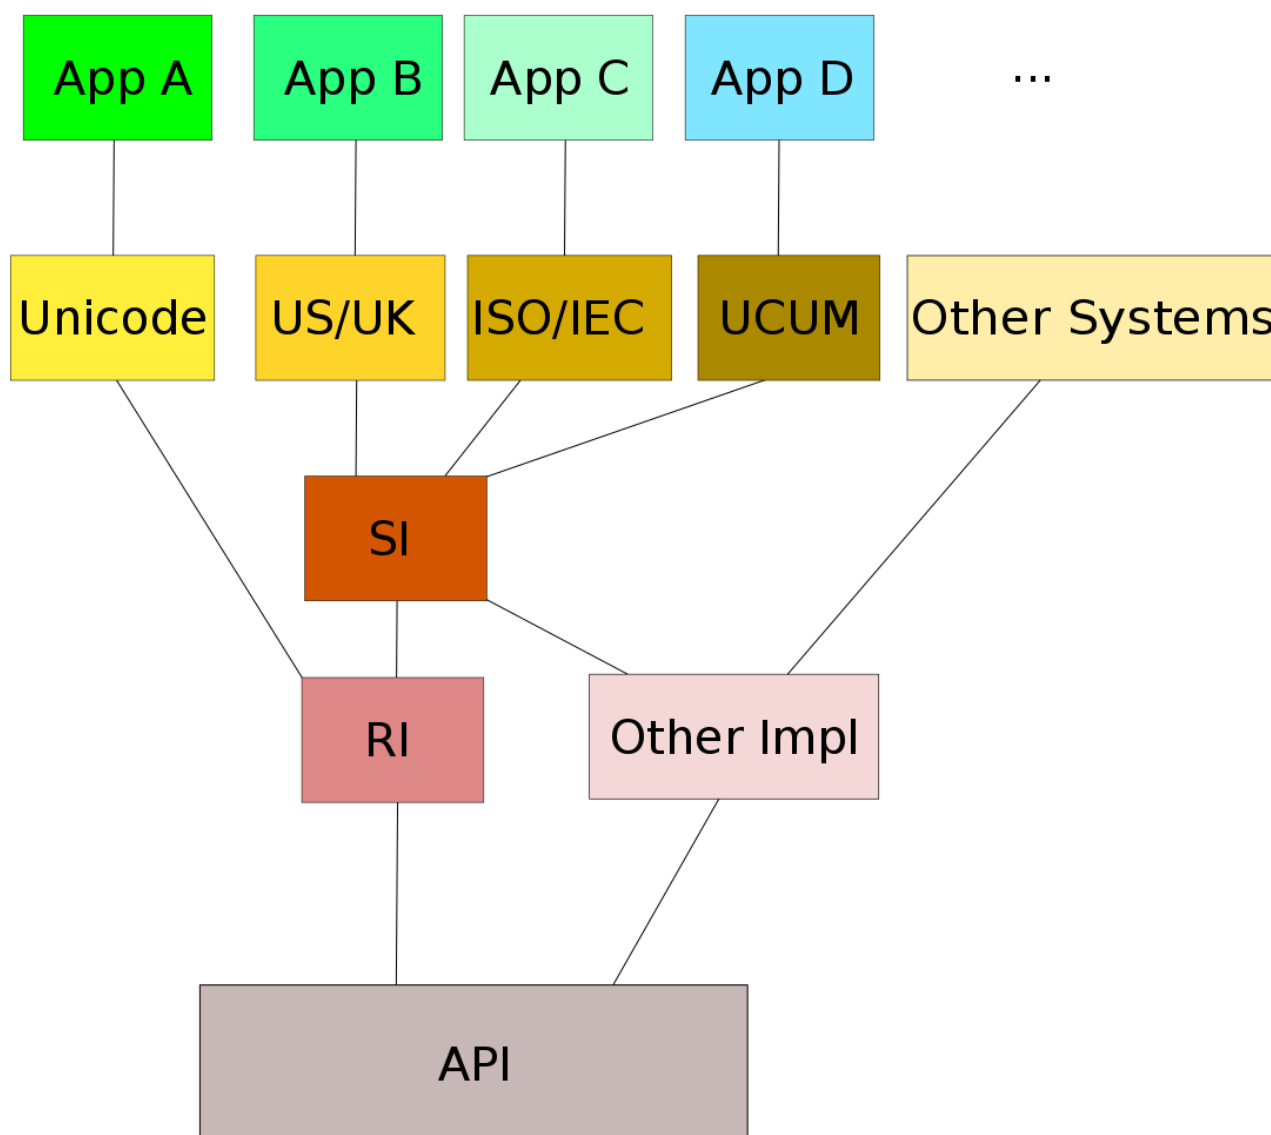 App A
App B
App C
App D
...
Unicode
US/UK
ISO/IEC
UCUM
Other Systems
SI
RI
Other Impl
API